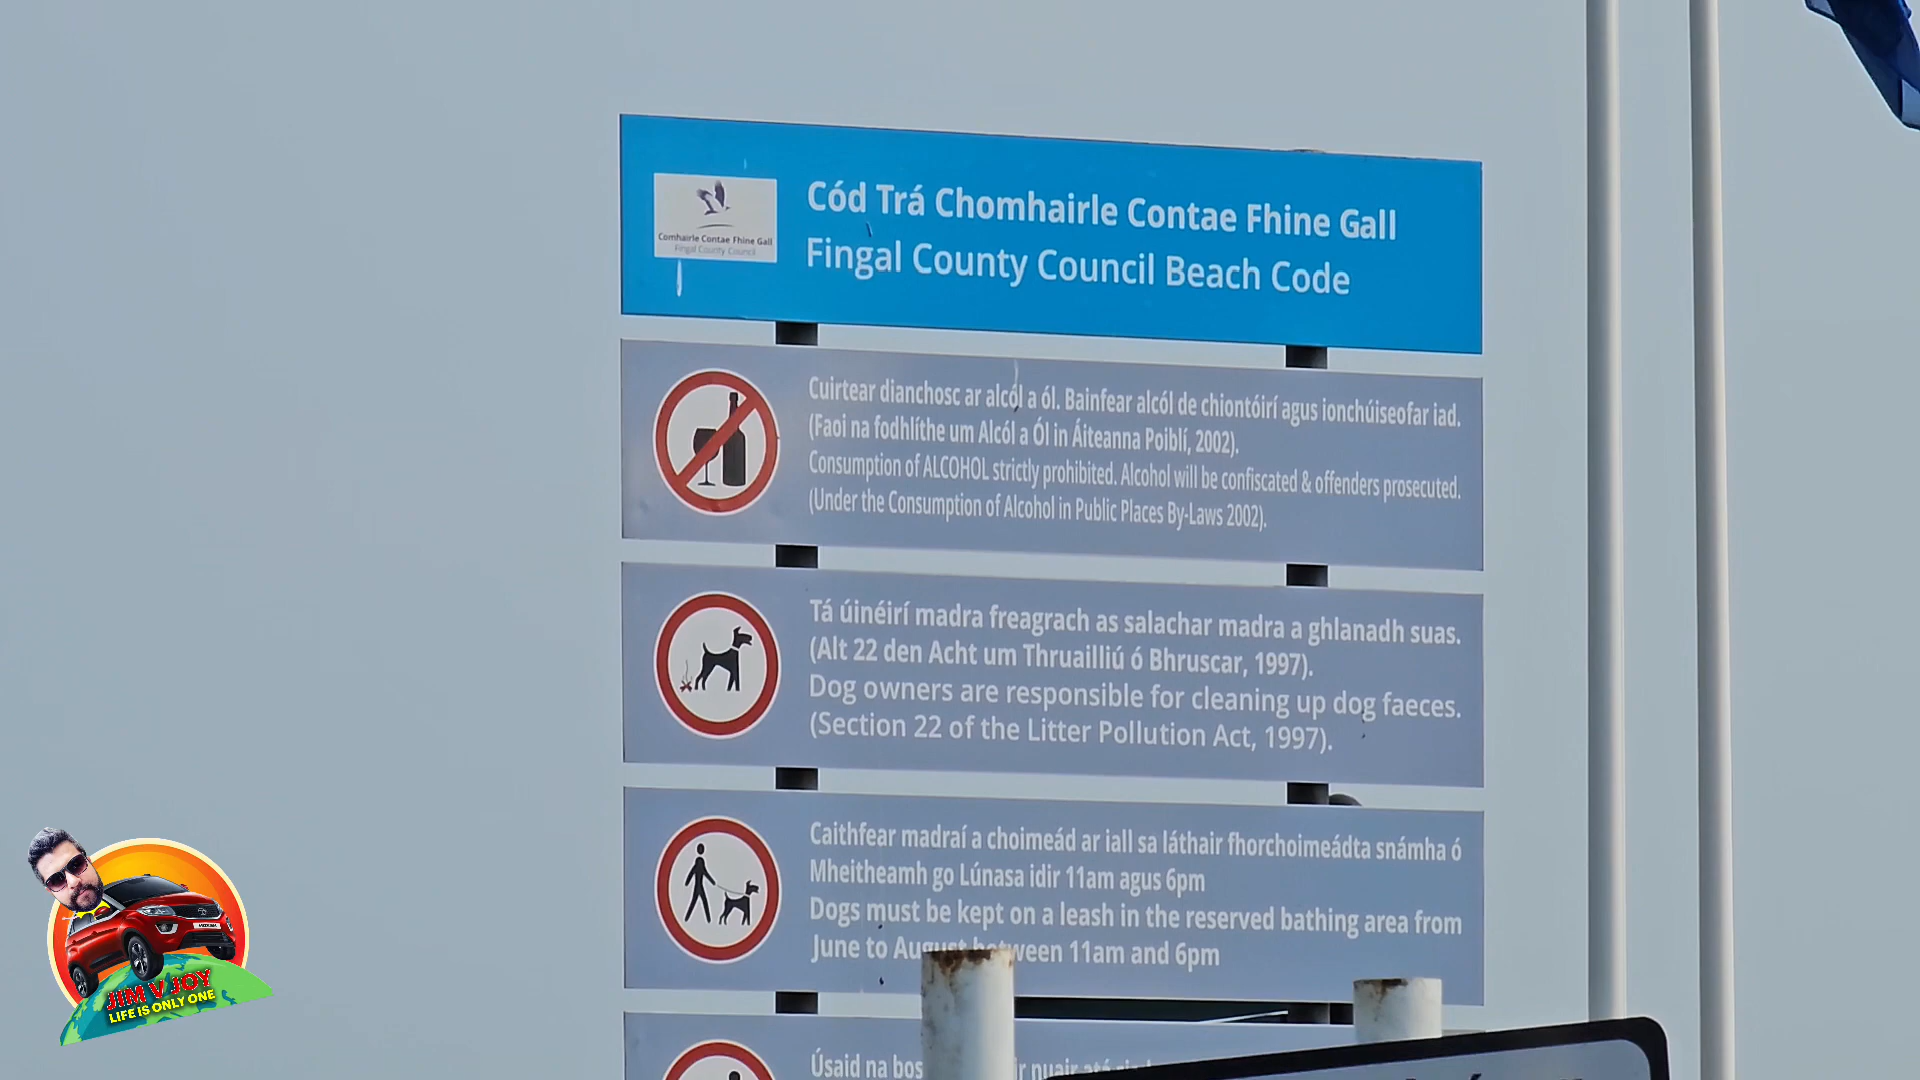 Cód Trá Chomhairle Contae Fhine Gall
Fingal County Council Beach Code
Comhairle Contae Fhine Gall
Fingal County Council
Cuirtear dianchosc ar alcól a ól. Bainfear alcól de chiontóirí agus ionchúiseofar iad.
(Faoi na fodhlíthe um Alcól a Ól in Áiteanna Poiblí, 2002).
Consumption of ALCOHOL strictly prohibited. Alcohol will be confiscated & offenders prosecuted.
(Under the Consumption of Alcohol in Public Places By-Laws 2002).
Tá úinéirí madra freagrach as salachar madra a ghlanadh suas.
(Alt 22 den Acht um Thruailliú ó Bhruscar, 1997).
Dog owners are responsible for cleaning up dog faeces.
(Section 22 of the Litter Pollution Act, 1997).
Caithfear madraí a choimeád ar iall sa láthair fhorchoimeádta snámha ó
Mheitheamh go Lúnasa idir 11am agus 6pm
Dogs must be kept on a leash in the reserved bathing area from
June to August between 11am and 6pm
Úsaid na
JIM V JOY
LIFE IS ONLY ONE